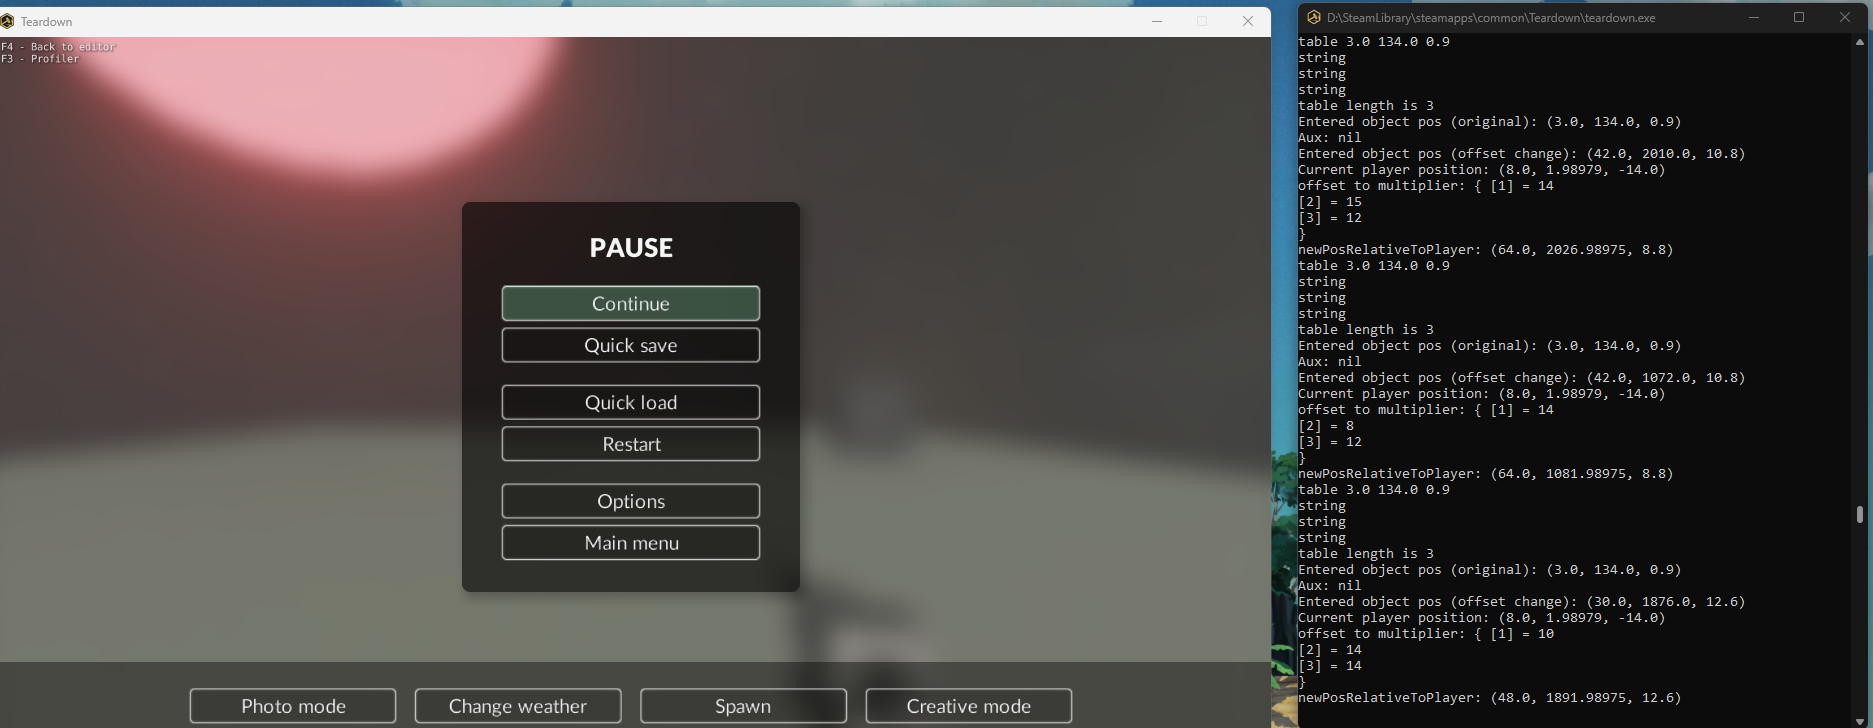 Teardown
F4 - Back to editor
F3 - Profiler
PAUSE
Continue
Quick save
Quick load
Restart
Options
Main menu
Photo mode
Change weather
Spawn
Creative mode
D:\SteamLibrary\steamapps\common\Teardown\teardown.exe
table 3.0 134.0 0.9
string
string
string
table length is 3
Entered object pos (original): (3.0, 134.0, 0.9)
Aux: nil
Entered object pos (offset change): (42.0, 2010.0, 10.8)
Current player position: (8.0, 1.98979, -14.0)
offset to multiplier: { [1] = 14
[2] = 15
[3] = 12
}
newPosRelativeToPlayer: (64.0, 2026.98975, 8.8)
table 3.0 134.0 0.9
string
string
string
table length is 3
Entered object pos (original): (3.0, 134.0, 0.9)
Aux: nil
Entered object pos (offset change): (42.0, 1072.0, 10.8)
Current player position: (8.0, 1.98979, -14.0)
offset to multiplier: { [1] = 14
[2] = 8
[3] = 12
}
newPosRelativeToPlayer: (64.0, 1081.98975, 8.8)
table 3.0 134.0 0.9
string
string
string
table length is 3
Entered object pos (original): (3.0, 134.0, 0.9)
Aux: nil
Entered object pos (offset change): (30.0, 1876.0, 12.6)
Current player position: (8.0, 1.98979, -14.0)
offset to multiplier: { [1] = 10
[2] = 14
[3] = 14
}
newPosRelativeToPlayer: (48.0, 1891.98975, 12.6)